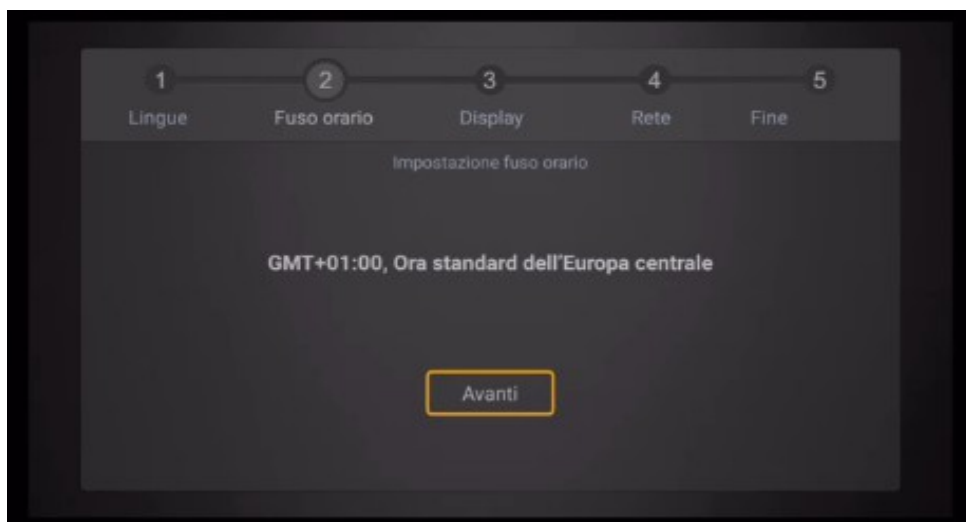 1 2 3 4 5
Lingue Fuso orario Display Rete Fine
Impostazione fuso orario
GMT+01:00, Ora standard dell'Europa centrale
Avanti